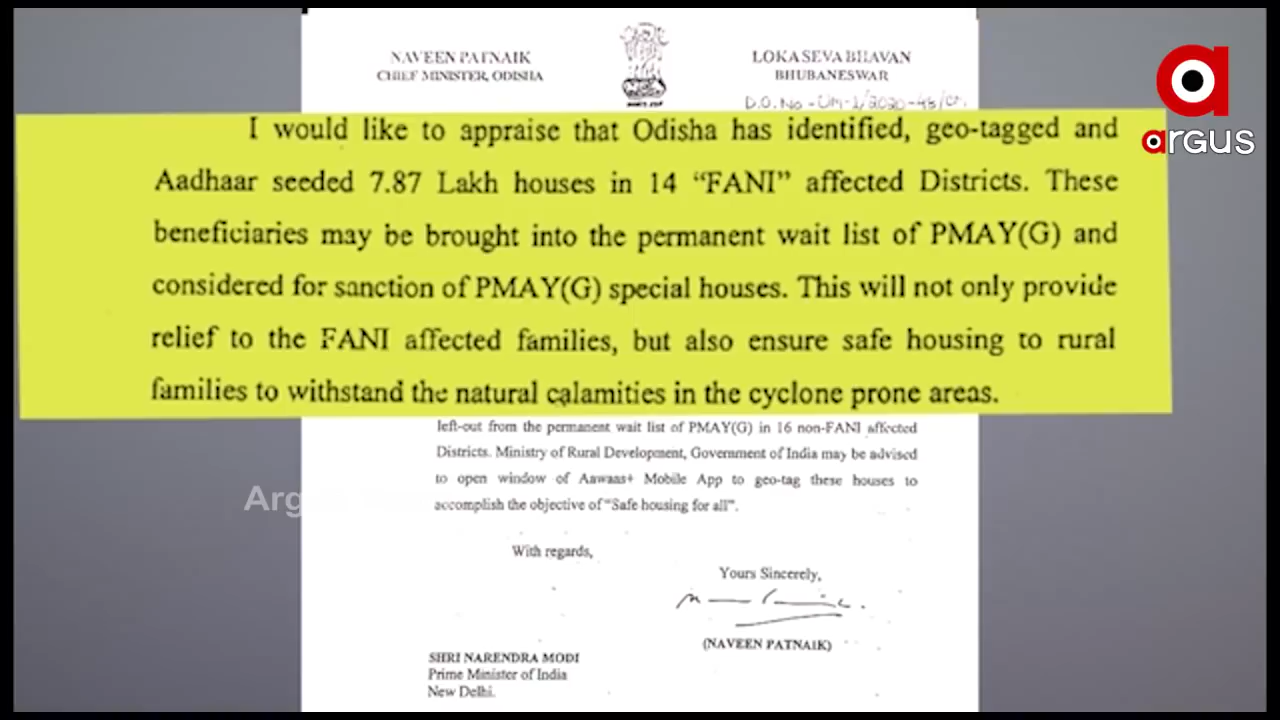 NAVEEN PATNAIK
CHIEF MINISTER, ODISHA
LOKA SEVA BHAVAN
BHUBANESWAR
D.O. No
argus
I would like to appraise that Odisha has identified, geo-tagged and
Aadhaar seeded 7.87 Lakh houses in 14 “FANI” affected Districts. These
beneficiaries may be brought into the permanent wait list of PMAY(G) and
considered for sanction of PMAY(G) special houses. This will not only provide
relief to the FANI affected families, but also ensure safe housing to rural
families to withstand the natural calamities in the cyclone prone areas.
left-out from the permanent wait list of PMAY(G) in 16 non-FANI affected
Districts. Ministry of Rural Development, Government of India may be advised
to open window of Aawaas+ Mobile App to geo-tag these houses to
accomplish the objective of “Safe housing for all”.
With regards,
Yours Sincerely,
(NAVEEN PATNAIK)
SHRI NARENDRA MODI
Prime Minister of India
New Delhi.